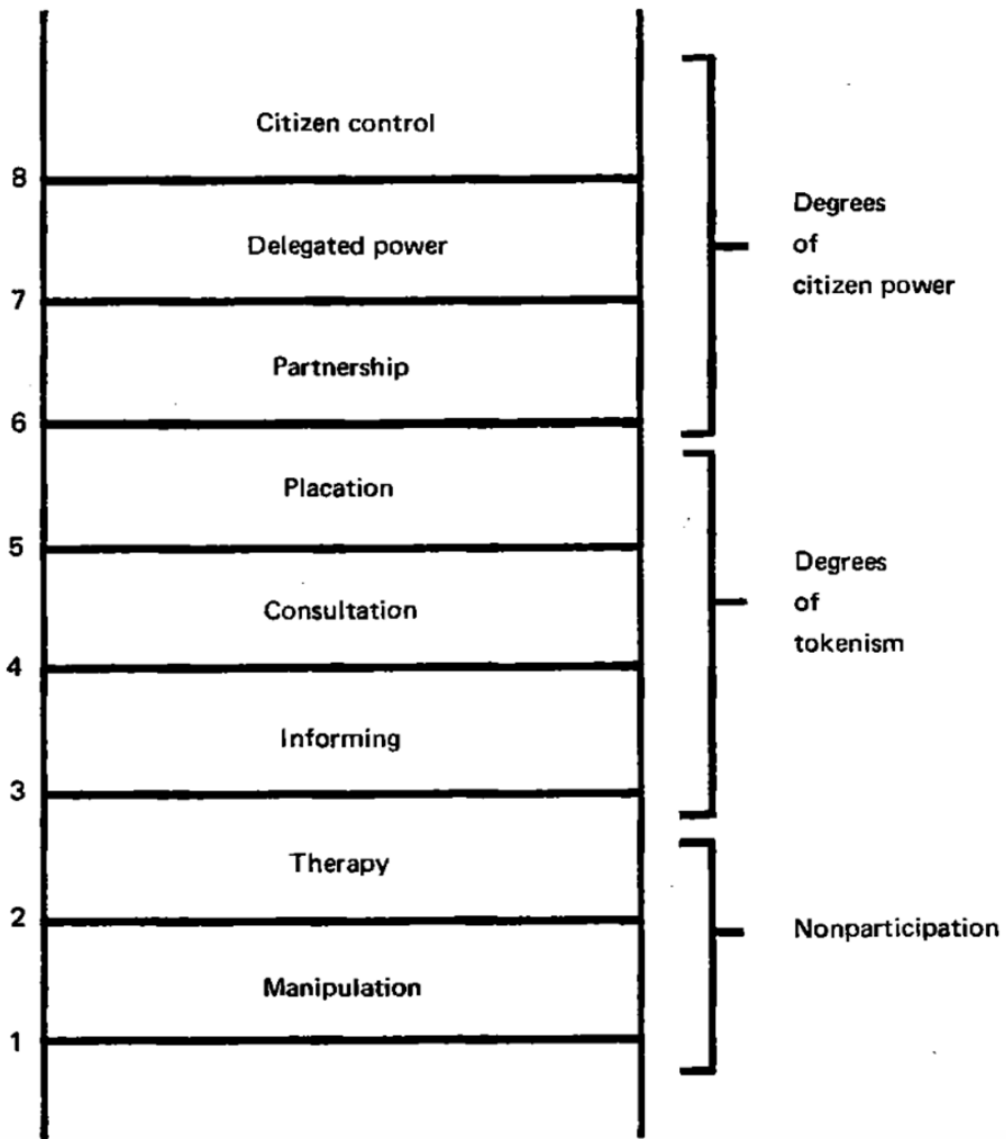 Citizen control
8
Delegated power
7
Partnership
6
Placation
5
Consultation
4
Informing
3
Therapy
2
Manipulation
1
Degrees
of
citizen power
Degrees
of
tokenism
Nonparticipation